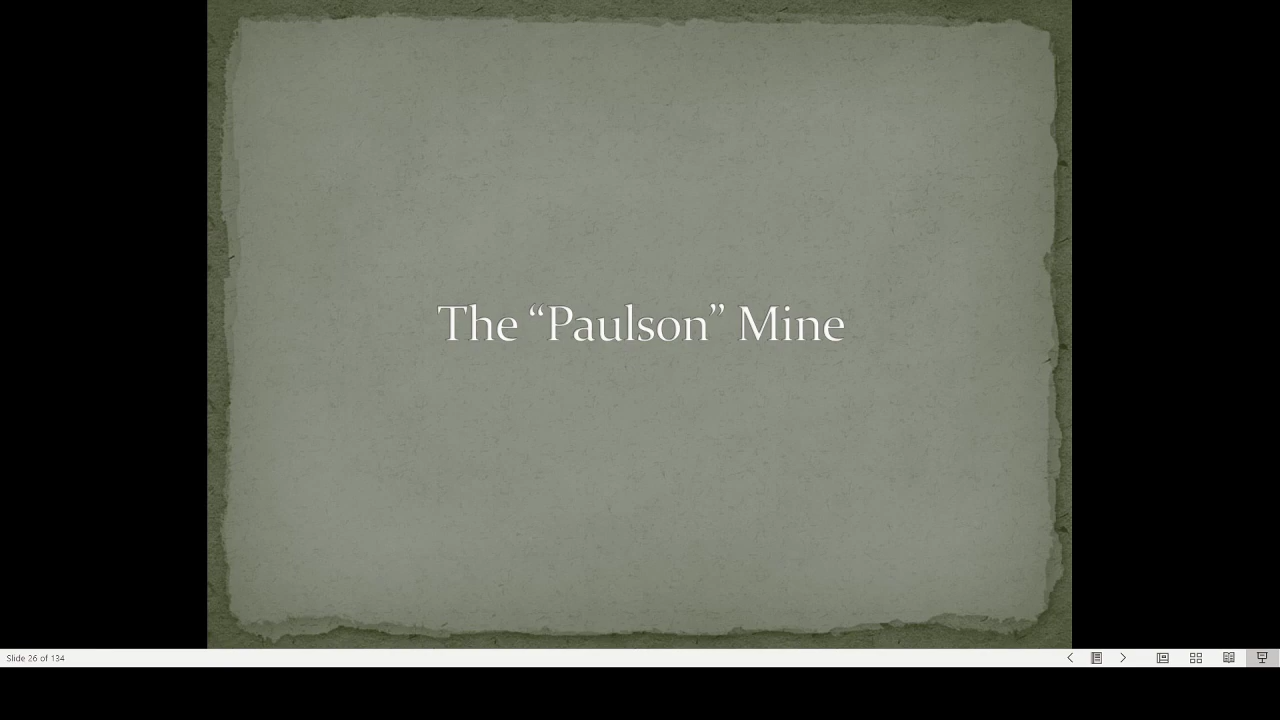 The “Paulson” Mine
Slide 26 of 134